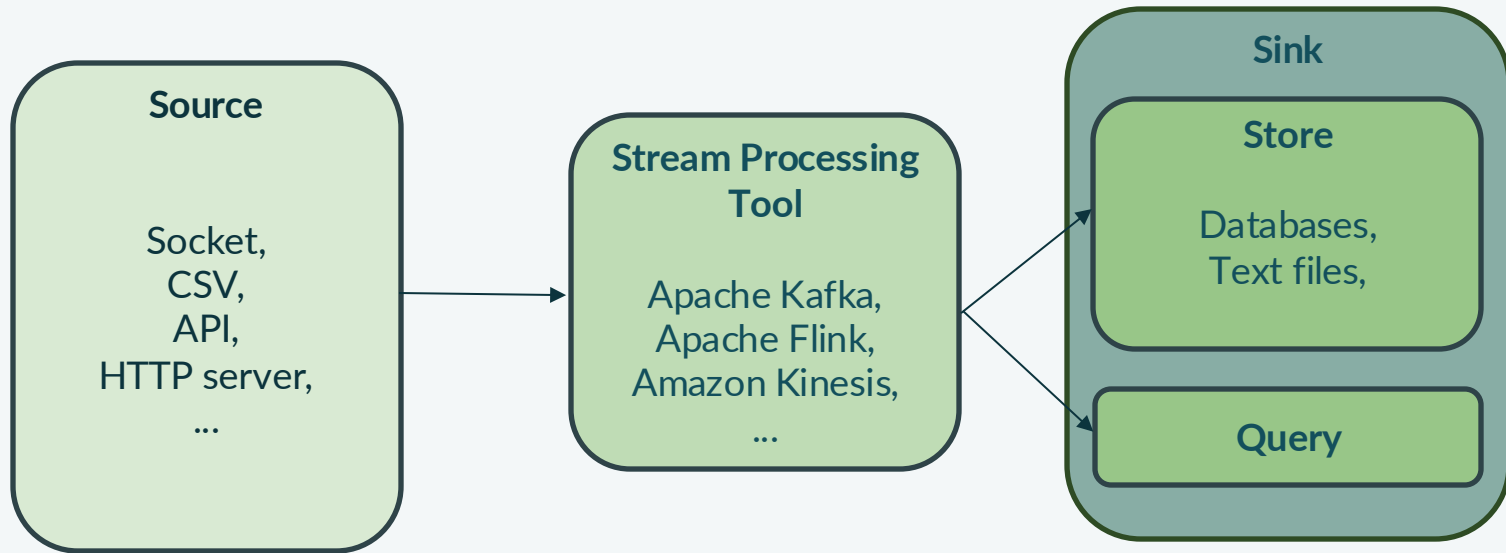 Source
Socket,
CSV,
API,
HTTP server,
...
Stream Processing
Tool
Apache Kafka,
Apache Flink,
Amazon Kinesis,
...
Sink
Store
Databases,
Text files,
Query